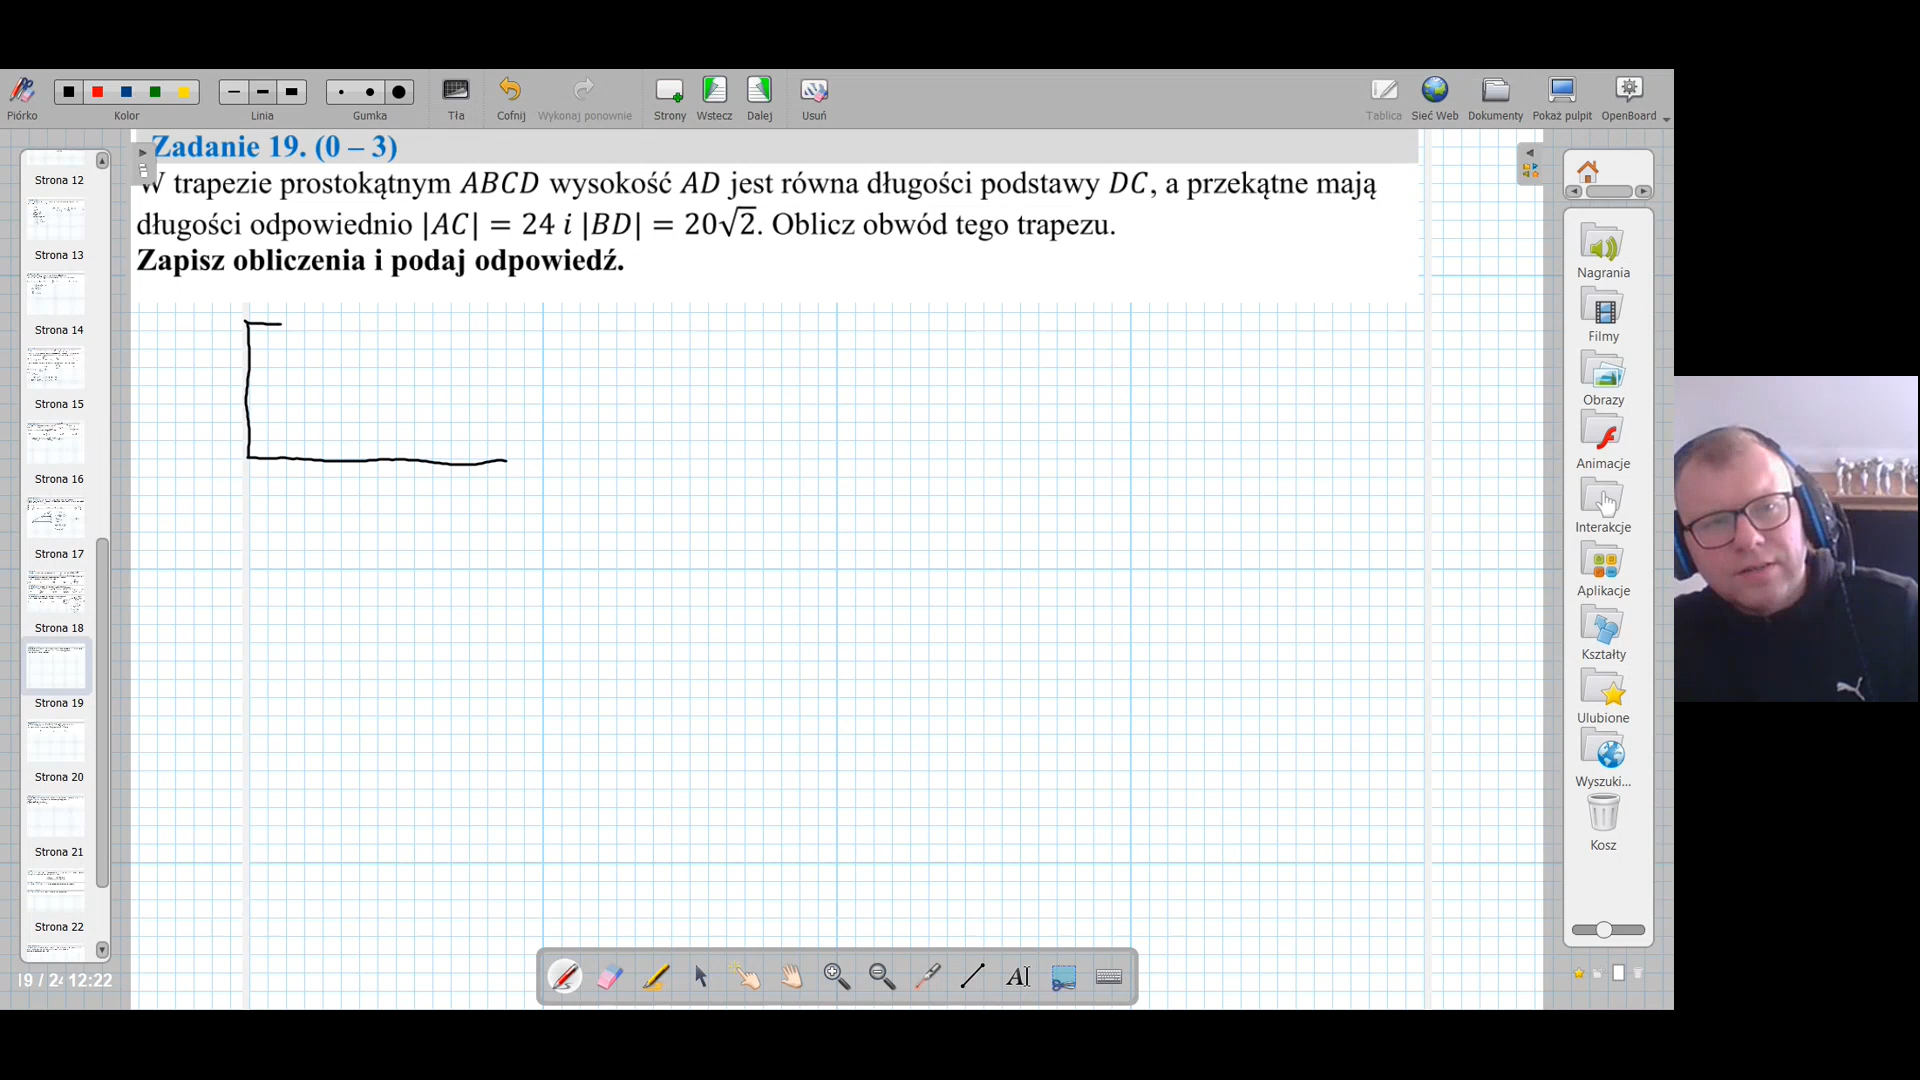 Piórko
Kolor
Linia
Gumka
Tła
Cofnij
Wykonaj ponownie
Strony
Wstecz
Dalej
Usuń
Tablica
Sieć Web
Dokumenty
Pokaż pulpit
OpenBoard
Zadanie 19. (0 – 3)
W trapezie prostokątnym ABCD wysokość AD jest równa długości podstawy DC, a przekątne mają
długości odpowiednio |AC| = 24 i |BD| = 20√2. Oblicz obwód tego trapezu.
Zapisz obliczenia i podaj odpowiedź.
Strona 12
Strona 13
Strona 14
Strona 15
Strona 16
Strona 17
Strona 18
Strona 19
Strona 20
Strona 21
Strona 22
19 / 24 12:22
Nagrania
Filmy
Obrazy
Animacje
Interakcje
Aplikacje
Kształty
Ulubione
Wyszuki...
Kosz
AI